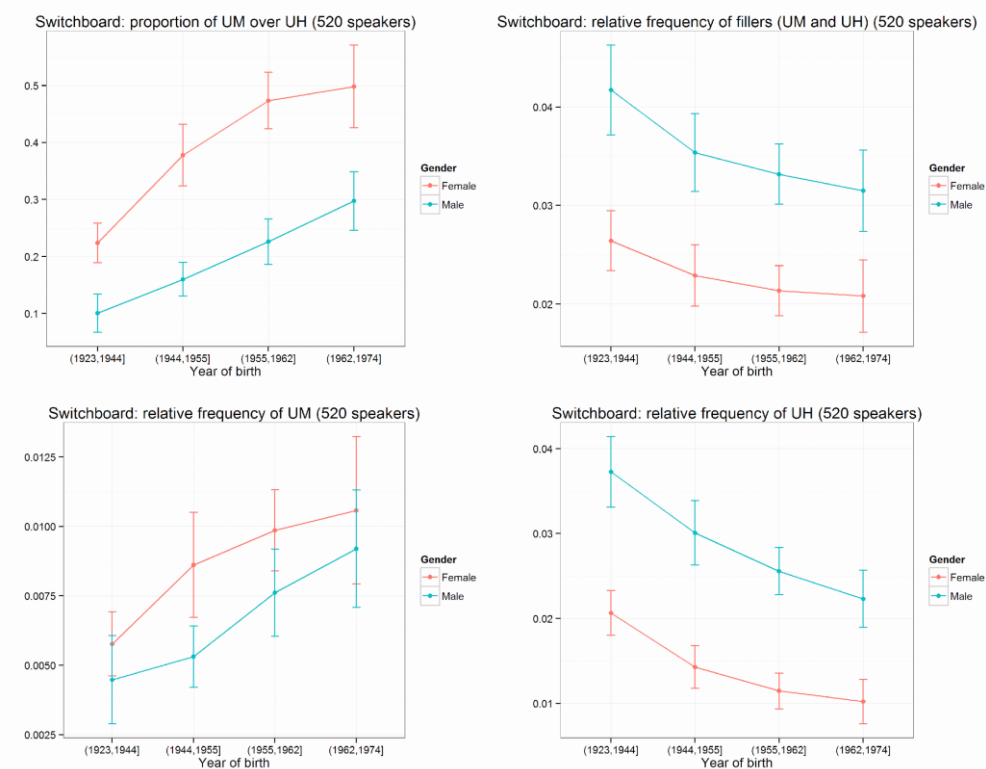 Switchboard: proportion of UM over UH (520 speakers)
0.5
0.4
0.3
0.2
0.1
(1923,1944]
(1944,1955]
(1955,1962]
(1962,1974]
Year of birth
Gender
Female
Male
Switchboard: relative frequency of fillers (UM and UH) (520 speakers)
0.04
0.03
0.02
(1923,1944]
(1944,1955]
(1955,1962]
(1962,1974]
Year of birth
Gender
Female
Male
Switchboard: relative frequency of UM (520 speakers)
0.0125
0.0100
0.0075
0.0050
0.0025
(1923,1944]
(1944,1955]
(1955,1962]
(1962,1974]
Year of birth
Gender
Female
Male
Switchboard: relative frequency of UH (520 speakers)
0.04
0.03
0.02
0.01
(1923,1944]
(1944,1955]
(1955,1962]
(1962,1974]
Year of birth
Gender
Female
Male